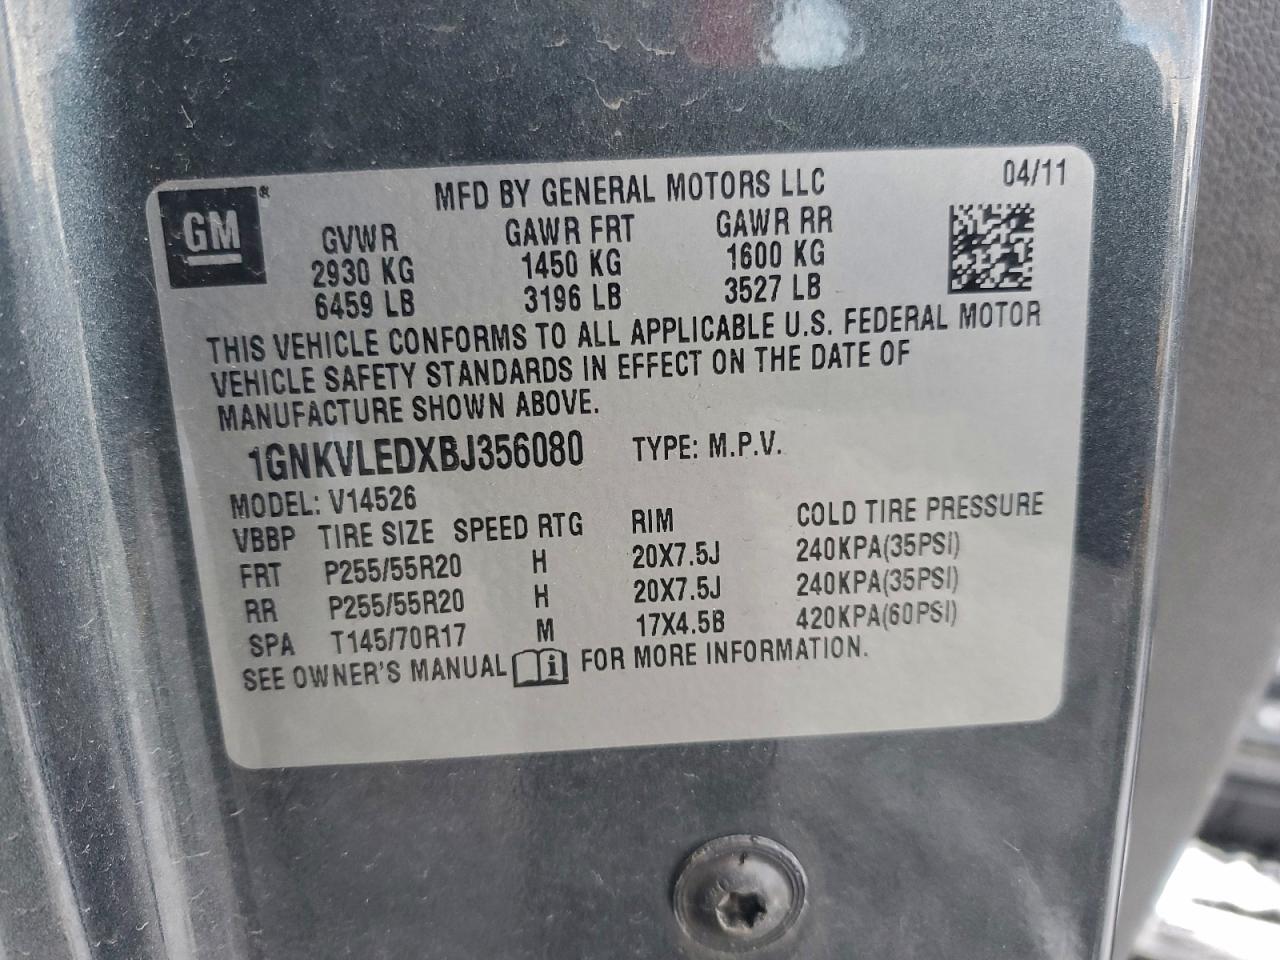 MFD BY GENERAL MOTORS LLC 04/11
GM®
GVWR GAWR FRT GAWR RR
2930 KG 1450 KG 1600 KG
6459 LB 3196 LB 3527 LB
THIS VEHICLE CONFORMS TO ALL APPLICABLE U.S. FEDERAL MOTOR
VEHICLE SAFETY STANDARDS IN EFFECT ON THE DATE OF
MANUFACTURE SHOWN ABOVE.
1GNKVLEDXBJ356080 TYPE: M.P.V.
MODEL: V14526
VBBP TIRE SIZE SPEED RTG RIM COLD TIRE PRESSURE
FRT P255/55R20 H 20X7.5J 240KPA(35PSI)
RR P255/55R20 H 20X7.5J 240KPA(35PSI)
SPA T145/70R17 M 17X4.5B 420KPA(60PSI)
SEE OWNER'S MANUAL i FOR MORE INFORMATION.